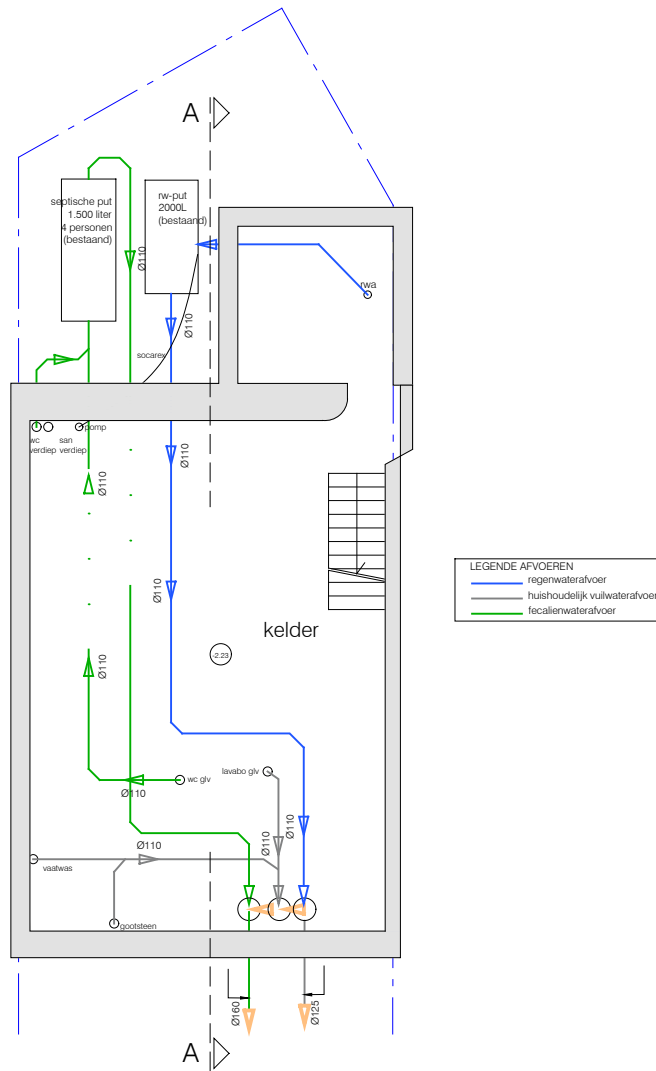 A
septische put
1.500 liter
4 personen
(bestaand)
rw-put
2000L
(bestaand)
Ø110
Ø110
rwa
socarex
wc
verdiep
san
verdiep
pomp
Ø110
Ø110
Ø110
kelder
-2.23
Ø110
LEGENDE AFVOEREN
regenwaterafvoer
huishoudelijk vuilwaterafvoer
fecalienwaterafvoer
wc glv
lavabo glv
Ø110
Ø110
Ø110
Ø110
vaatwas
gootsteen
Ø160
Ø125
A